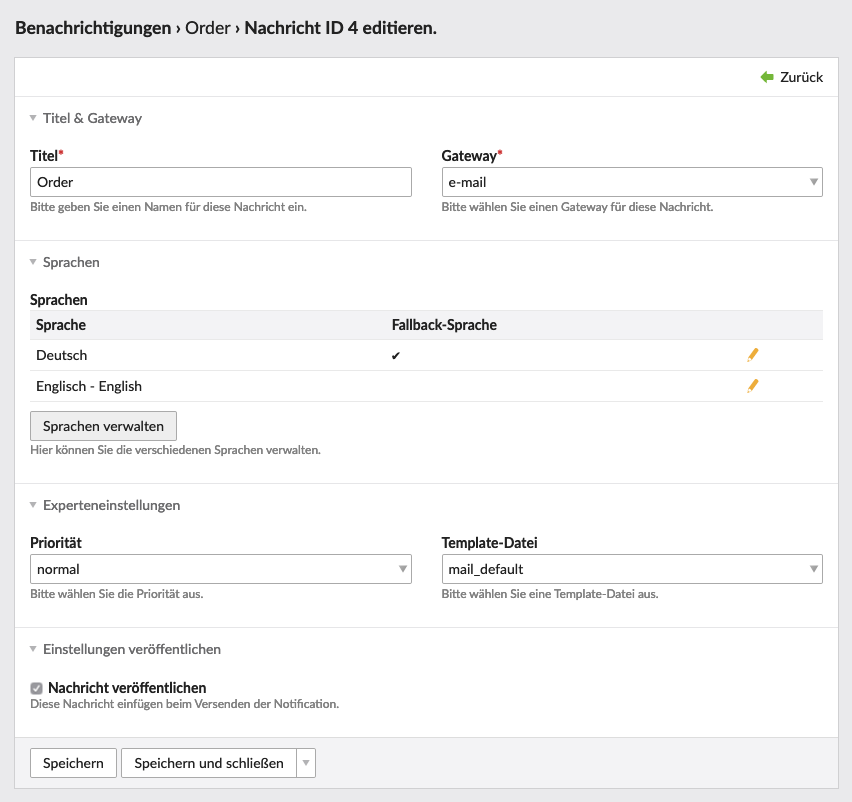 Benachrichtigungen › Order › Nachricht ID 4 editieren.
Zurück
Titel & Gateway
Titel* Gateway*
Order e-mail
Bitte geben Sie einen Namen für diese Nachricht ein. Bitte wählen Sie einen Gateway für diese Nachricht.
Sprachen
Sprachen
Sprache Fallback-Sprache
Deutsch ✔
Englisch - English
Sprachen verwalten
Hier können Sie die verschiedenen Sprachen verwalten.
Experteneinstellungen
Priorität Template-Datei
normal mail_default
Bitte wählen Sie die Priorität aus. Bitte wählen Sie eine Template-Datei aus.
Einstellungen veröffentlichen
Nachricht veröffentlichen
Diese Nachricht einfügen beim Versenden der Notification.
Speichern Speichern und schließen